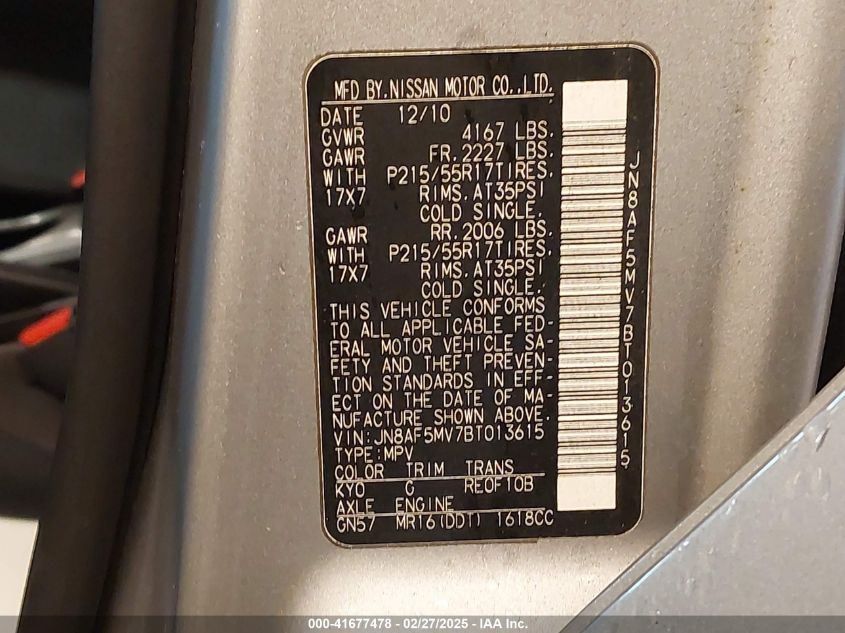 MFD BY.NISSAN MOTOR CO.,LTD.
DATE 12/10
GVWR 4167 LBS.
GAWR FR. 2227 LBS.
WITH P215/55R17TIRES.
17X7 RIMS. AT35PSI
COLD SINGLE.
GAWR RR. 2006 LBS.
WITH P215/55R17TIRES.
17X7 RIMS. AT35PSI
COLD SINGLE.
THIS VEHICLE CONFORMS
TO ALL APPLICABLE FED-
ERAL MOTOR VEHICLE SA-
FETY AND THEFT PREVEN-
TION STANDARDS IN EFF-
ECT ON THE DATE OF MA-
NUFACTURE SHOWN ABOVE.
VIN:JN8AF5MV7BT013615
TYPE:MPV
COLOR TRIM TRANS
KYO G RE0F10B
AXLE ENGINE
GN57 MR16(DDT) 1618CC
JN8AF5MV7BT013615
000-41677478 - 02/27/2025 - IAA Inc.